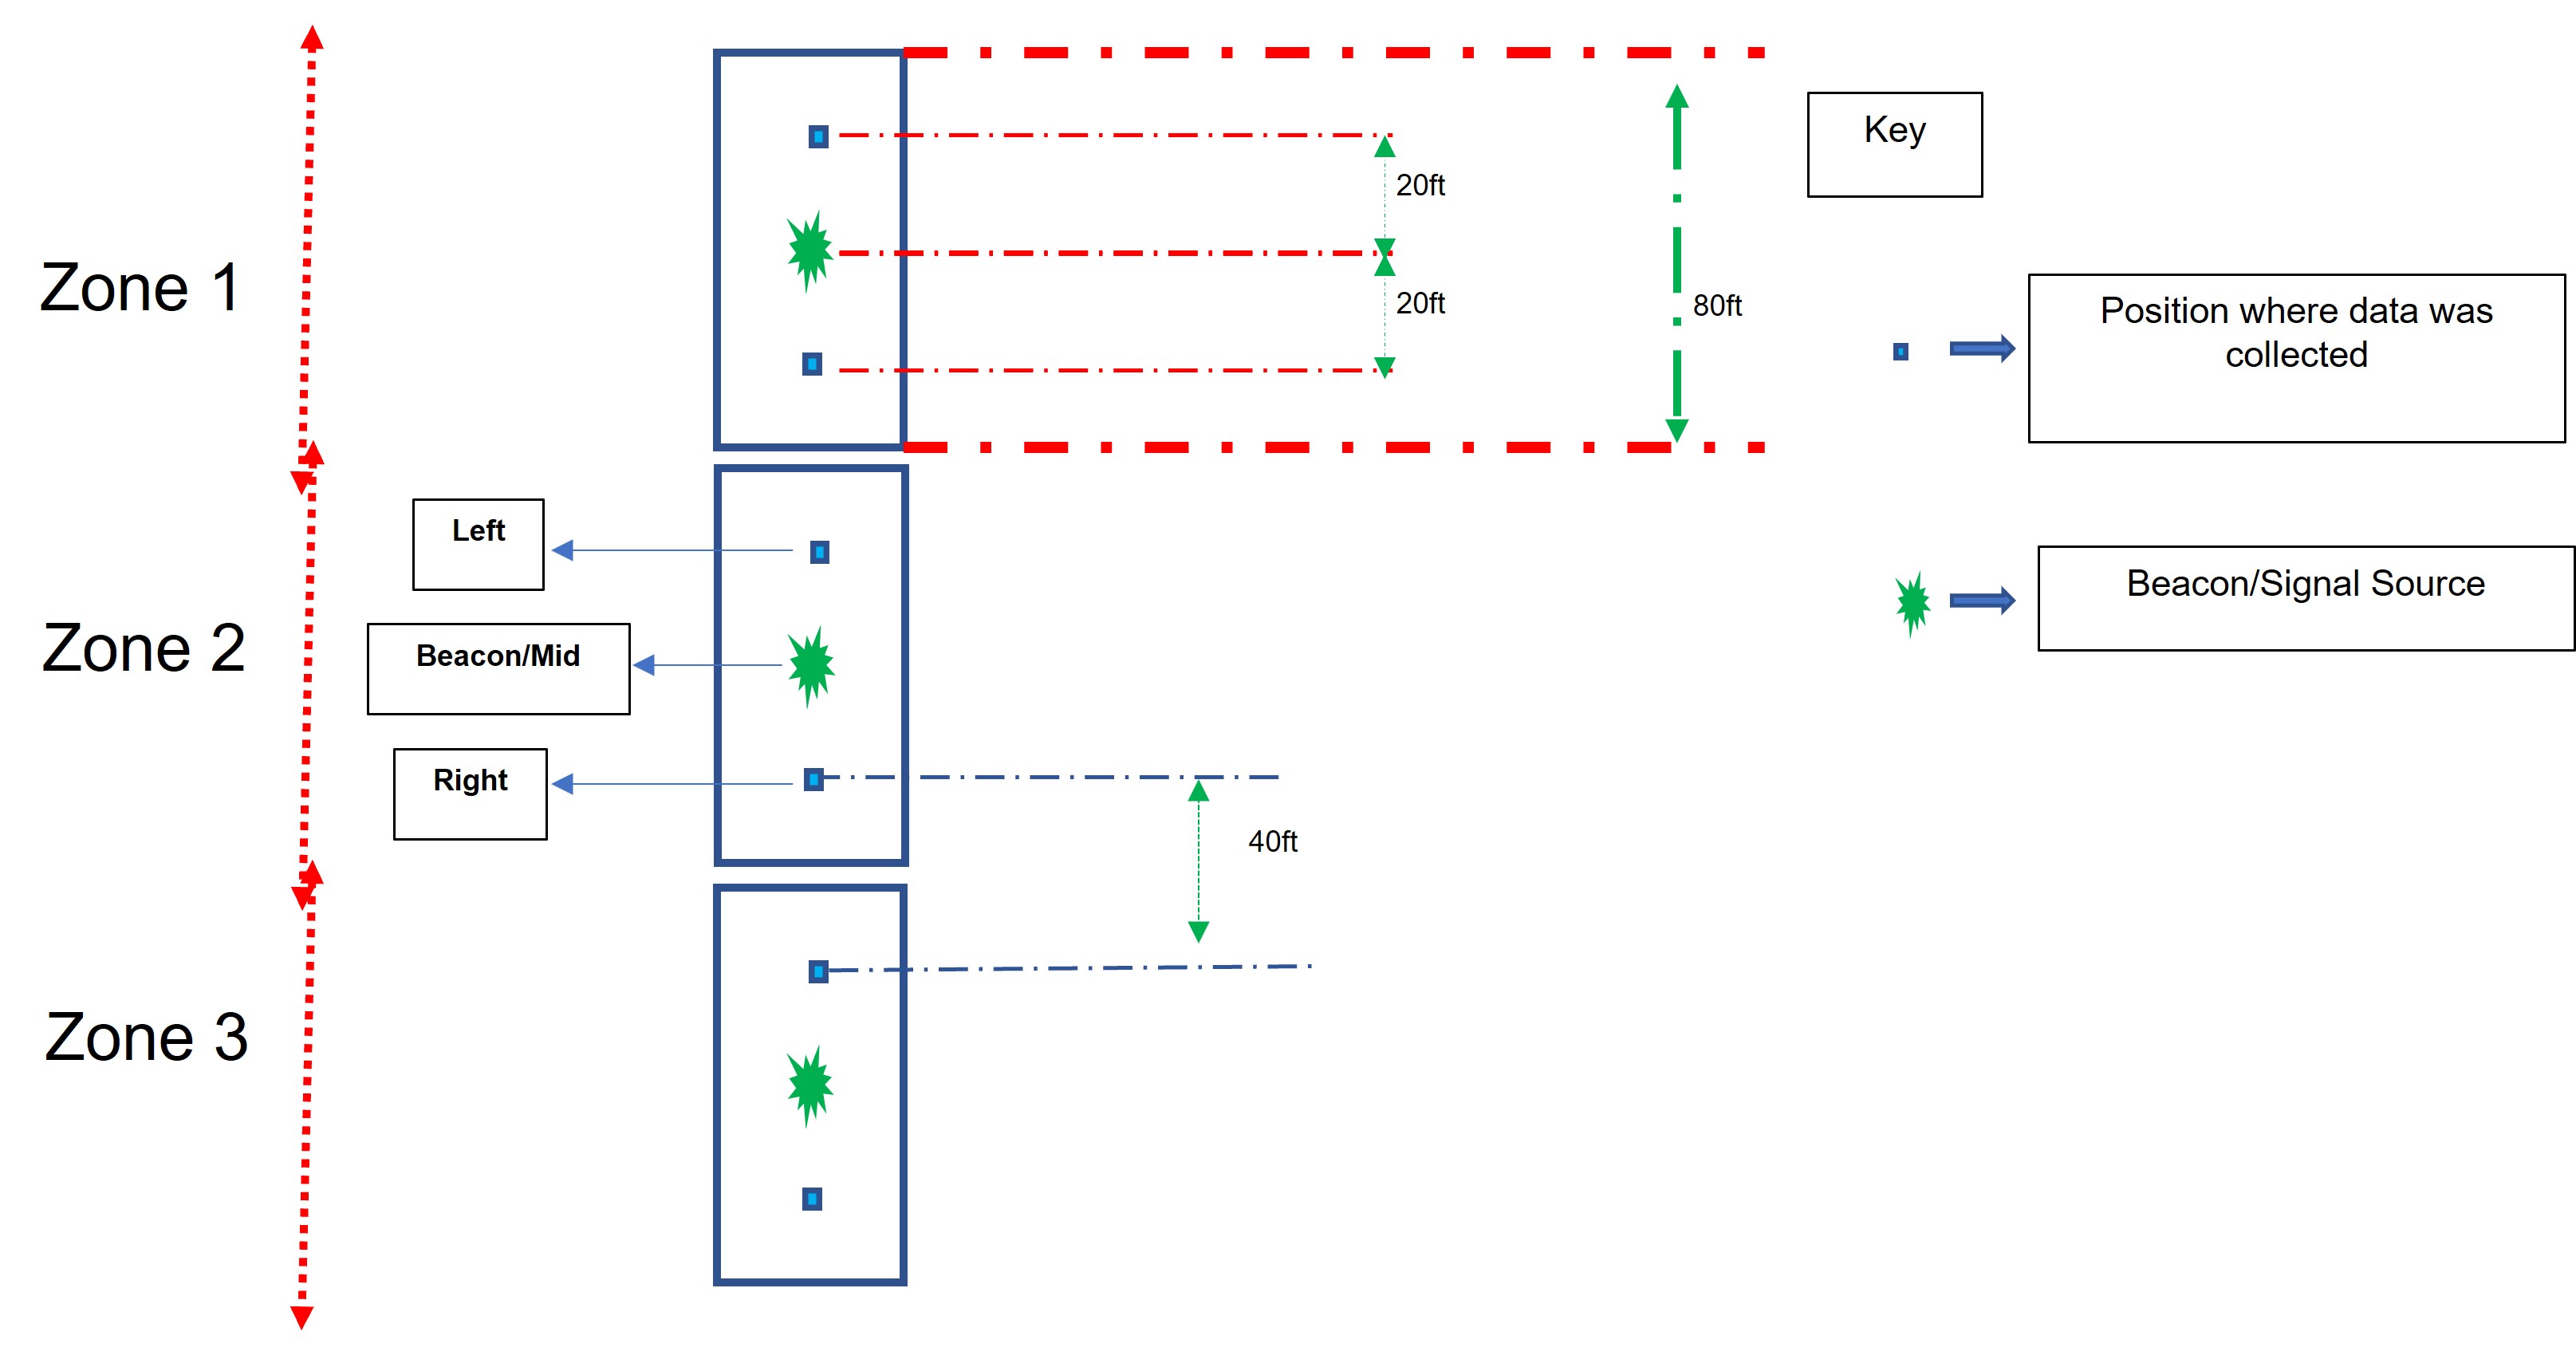 Key
20ft
Zone 1
20ft
80ft
Position where data was
collected
Left
Beacon/Signal Source
Zone 2
Beacon/Mid
Right
40ft
Zone 3